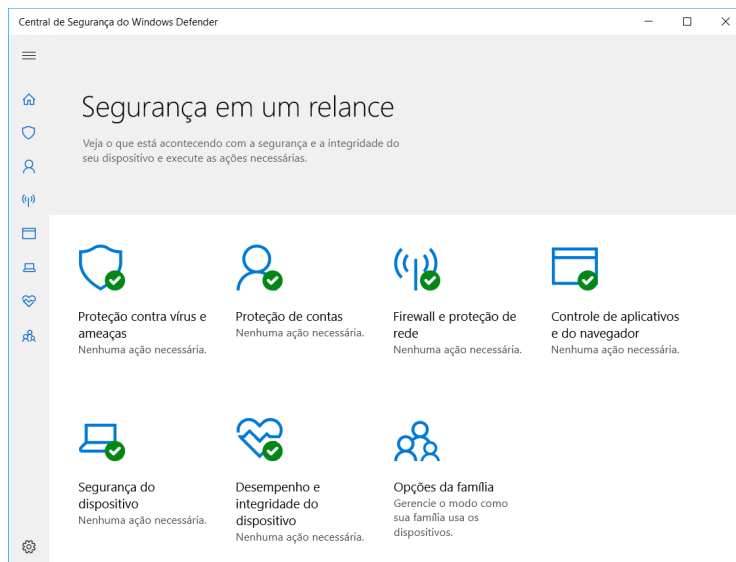 Central de Segurança do Windows Defender
Segurança em um relance
Veja o que está acontecendo com a segurança e a integridade do
seu dispositivo e execute as ações necessárias.
Proteção contra vírus e
ameaças
Nenhuma ação necessária.
Proteção de contas
Nenhuma ação necessária.
Firewall e proteção de
rede
Nenhuma ação necessária.
Controle de aplicativos
e do navegador
Nenhuma ação necessária.
Segurança do
dispositivo
Nenhuma ação necessária.
Desempenho e
integridade do
dispositivo
Nenhuma ação necessária.
Opções da família
Gerencie o modo como
sua família usa os
dispositivos.